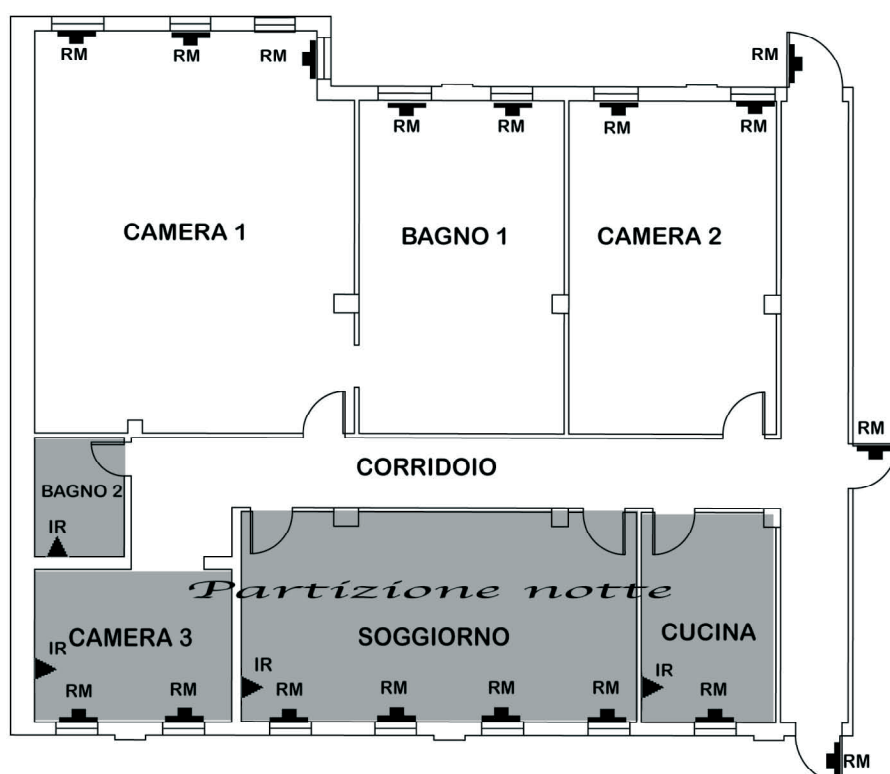 RM
RM
RM
RM
RM
RM
RM
RM
CAMERA 1
BAGNO 1
CAMERA 2
RM
CORRIDOIO
BAGNO 2
IR
Partizione notte
CAMERA 3
SOGGIORNO
CUCINA
IR
IR
IR
RM
RM
RM
RM
RM
RM
RM
RM